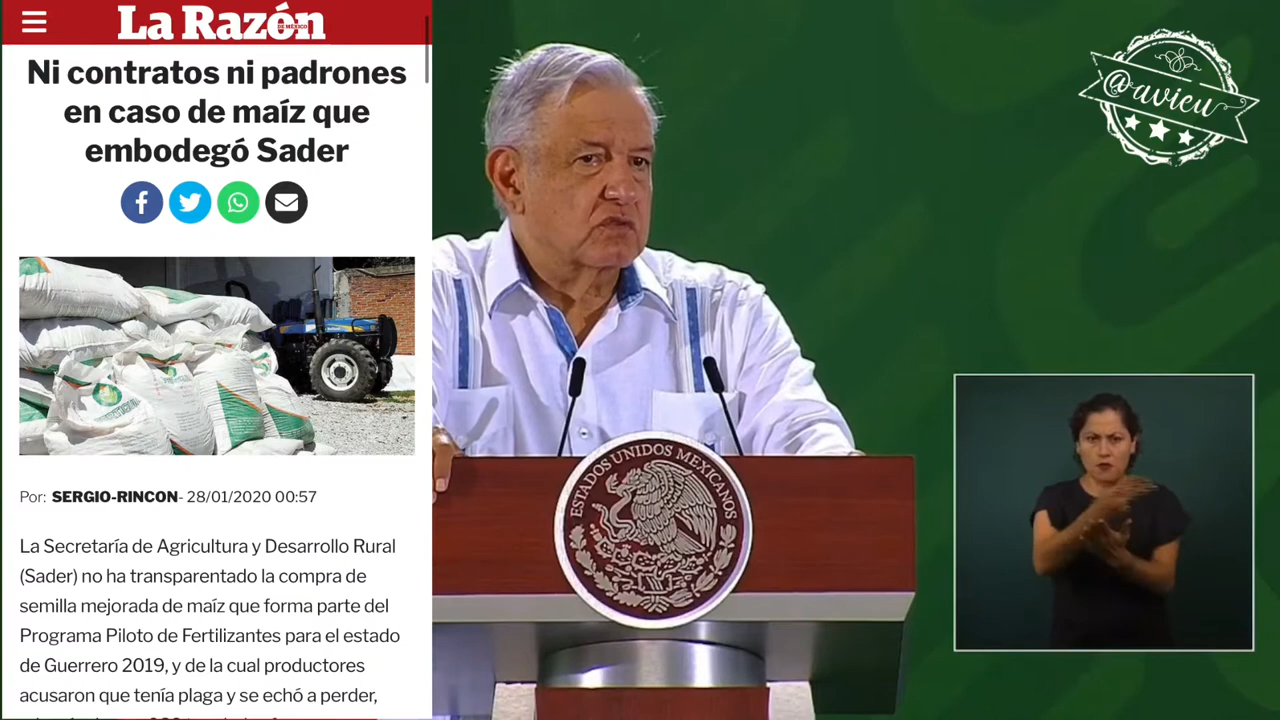 La Razón
DE MÉXICO
Ni contratos ni padrones
en caso de maíz que
embodegó Sader
Por: SERGIO-RINCON- 28/01/2020 00:57
La Secretaría de Agricultura y Desarrollo Rural
(Sader) no ha transparentado la compra de
semilla mejorada de maíz que forma parte del
Programa Piloto de Fertilizantes para el estado
de Guerrero 2019, y de la cual productores
acusaron que tenía plaga y se echó a perder,
ESTADOS UNIDOS MEXICANOS
@avieu